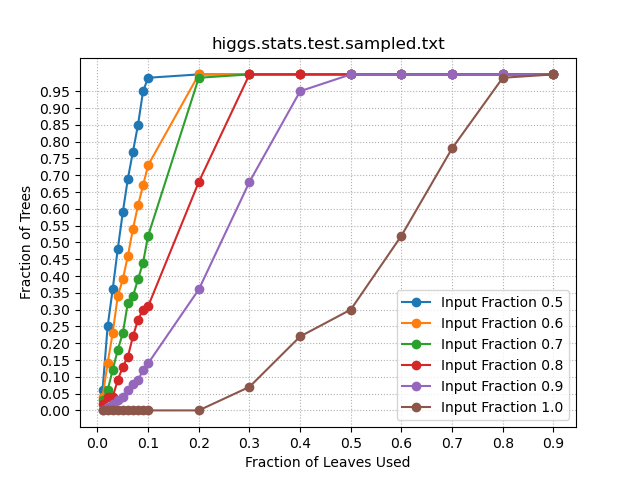 higgs.stats.test.sampled.txt
Fraction of Trees
0.95
0.90
0.85
0.80
0.75
0.70
0.65
0.60
0.55
0.50
0.45
0.40
0.35
0.30
0.25
0.20
0.15
0.10
0.05
0.00
Input Fraction 0.5
Input Fraction 0.6
Input Fraction 0.7
Input Fraction 0.8
Input Fraction 0.9
Input Fraction 1.0
0.0 0.1 0.2 0.3 0.4 0.5 0.6 0.7 0.8 0.9
Fraction of Leaves Used